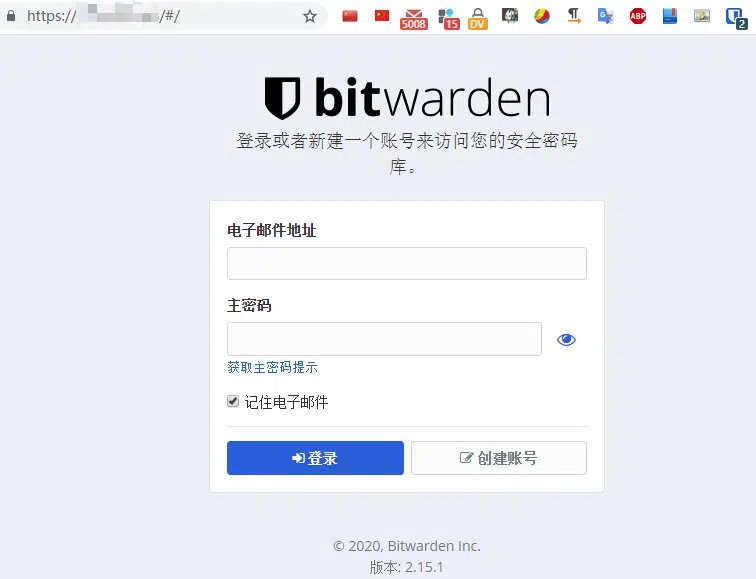 https:// /#/
5008
15
DV
ABP
2
bitwarden
登录或者新建一个账号来访问您的安全密码
库。
电子邮件地址
主密码
获取主密码提示
记住电子邮件
登录
创建账号
© 2020, Bitwarden Inc.
版本: 2.15.1